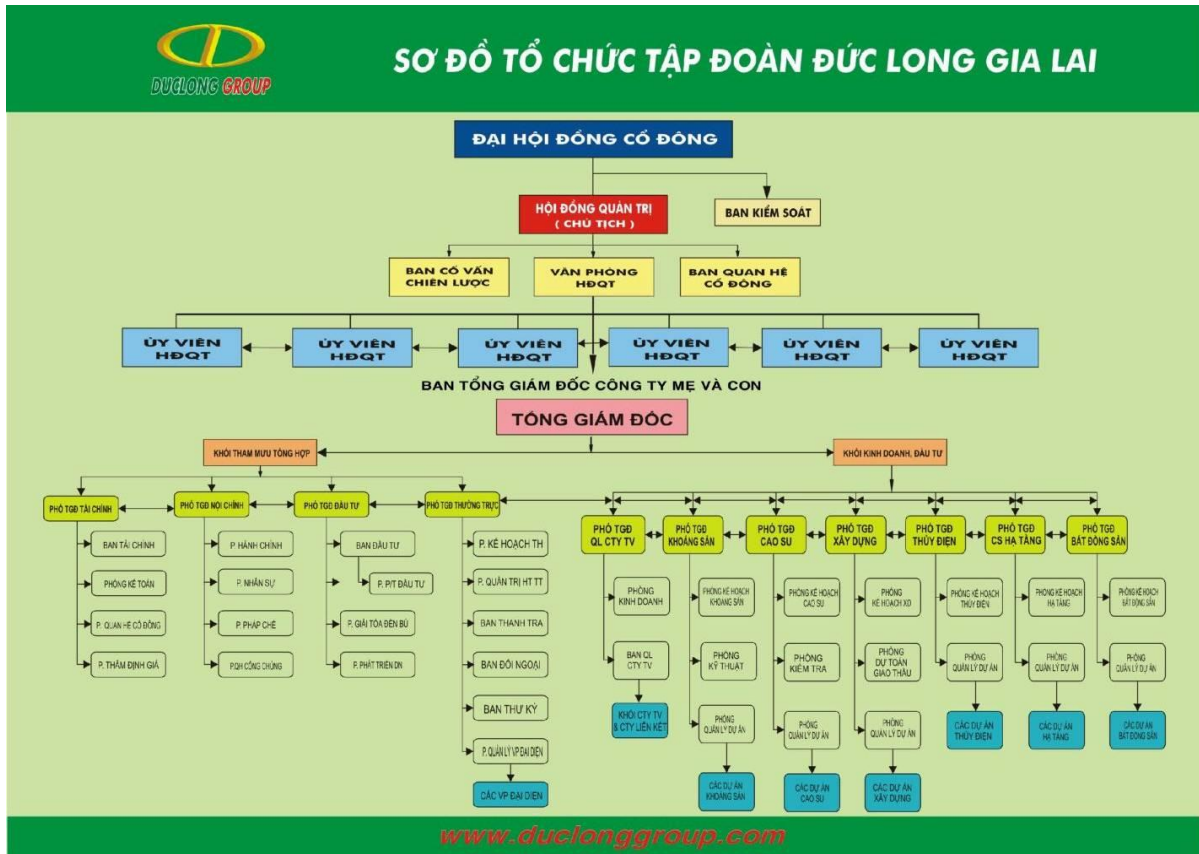 DUCLONG GROUP
SƠ ĐỒ TỔ CHỨC TẬP ĐOÀN ĐỨC LONG GIA LAI
ĐẠI HỘI ĐỒNG CỔ ĐÔNG
HỘI ĐỒNG QUẢN TRỊ
( CHỦ TỊCH )
BAN KIỂM SOÁT
BAN CỐ VẤN
CHIẾN LƯỢC
VĂN PHÒNG
HĐQT
BAN QUAN HỆ
CỔ ĐÔNG
ỦY VIÊN
HĐQT
ỦY VIÊN
HĐQT
ỦY VIÊN
HĐQT
ỦY VIÊN
HĐQT
ỦY VIÊN
HĐQT
ỦY VIÊN
HĐQT
BAN TỔNG GIÁM ĐỐC CÔNG TY MẸ VÀ CON
TỔNG GIÁM ĐỐC
KHỐI THAM MƯU TỔNG HỢP
KHỐI KINH DOANH, ĐẦU TƯ
PHÓ TGĐ TÀI CHÍNH
PHÓ TGĐ NỘI CHÍNH
PHÓ TGĐ ĐẦU TƯ
PHÓ TGĐ THƯỜNG TRỰC
PHÓ TGĐ
QL CTY TV
PHÓ TGĐ
KHOÁNG SẢN
PHÓ TGĐ
CAO SU
PHÓ TGĐ
XÂY DỰNG
PHÓ TGĐ
THỦY ĐIỆN
PHÓ TGĐ
CS HẠ TẦNG
PHÓ TGĐ
BẤT ĐỘNG SẢN
BAN TÀI CHÍNH
PHÒNG KẾ TOÁN
P. QUAN HỆ CỔ ĐÔNG
P. THẨM ĐỊNH GIÁ
P. HÀNH CHÍNH
P. NHÂN SỰ
P. PHÁP CHẾ
P.QH CÔNG CHÚNG
BAN ĐẦU TƯ
P. P/T ĐẦU TƯ
P. GIẢI TỎA ĐỀN BÙ
P. PHÁT TRIỂN DN
P. KẾ HOẠCH TH
P. QUẢN TRỊ HT TT
BAN THANH TRA
BAN ĐỐI NGOẠI
BAN THƯ KÝ
P. QUẢN LÝ VP ĐẠI DIỆN
CÁC VP ĐẠI DIỆN
PHÒNG
KINH DOANH
BAN QL
CTY TV
KHỐI CTY TV
& CTY LIÊN KẾT
PHÒNG KẾ HOẠCH
KHOÁNG SẢN
PHÒNG
KỸ THUẬT
PHÒNG
QUẢN LÝ DỰ ÁN
CÁC DỰ ÁN
KHOÁNG SẢN
PHÒNG KẾ HOẠCH
CAO SU
PHÒNG
KIỂM TRA
PHÒNG
QUẢN LÝ DỰ ÁN
CÁC DỰ ÁN
CAO SU
PHÒNG
KẾ HOẠCH XD
PHÒNG
DỰ TOÁN
GIAO THẦU
PHÒNG
QUẢN LÝ DỰ ÁN
CÁC DỰ ÁN
XÂY DỰNG
PHÒNG KẾ HOẠCH
THỦY ĐIỆN
PHÒNG
QUẢN LÝ DỰ ÁN
CÁC DỰ ÁN
THỦY ĐIỆN
PHÒNG KẾ HOẠCH
HẠ TẦNG
PHÒNG
QUẢN LÝ DỰ ÁN
CÁC DỰ ÁN
HẠ TẦNG
PHÒNG KẾ HOẠCH
BẤT ĐỘNG SẢN
PHÒNG
QUẢN LÝ DỰ ÁN
CÁC DỰ ÁN
BẤT ĐỘNG SẢN
www.duclonggroup.com